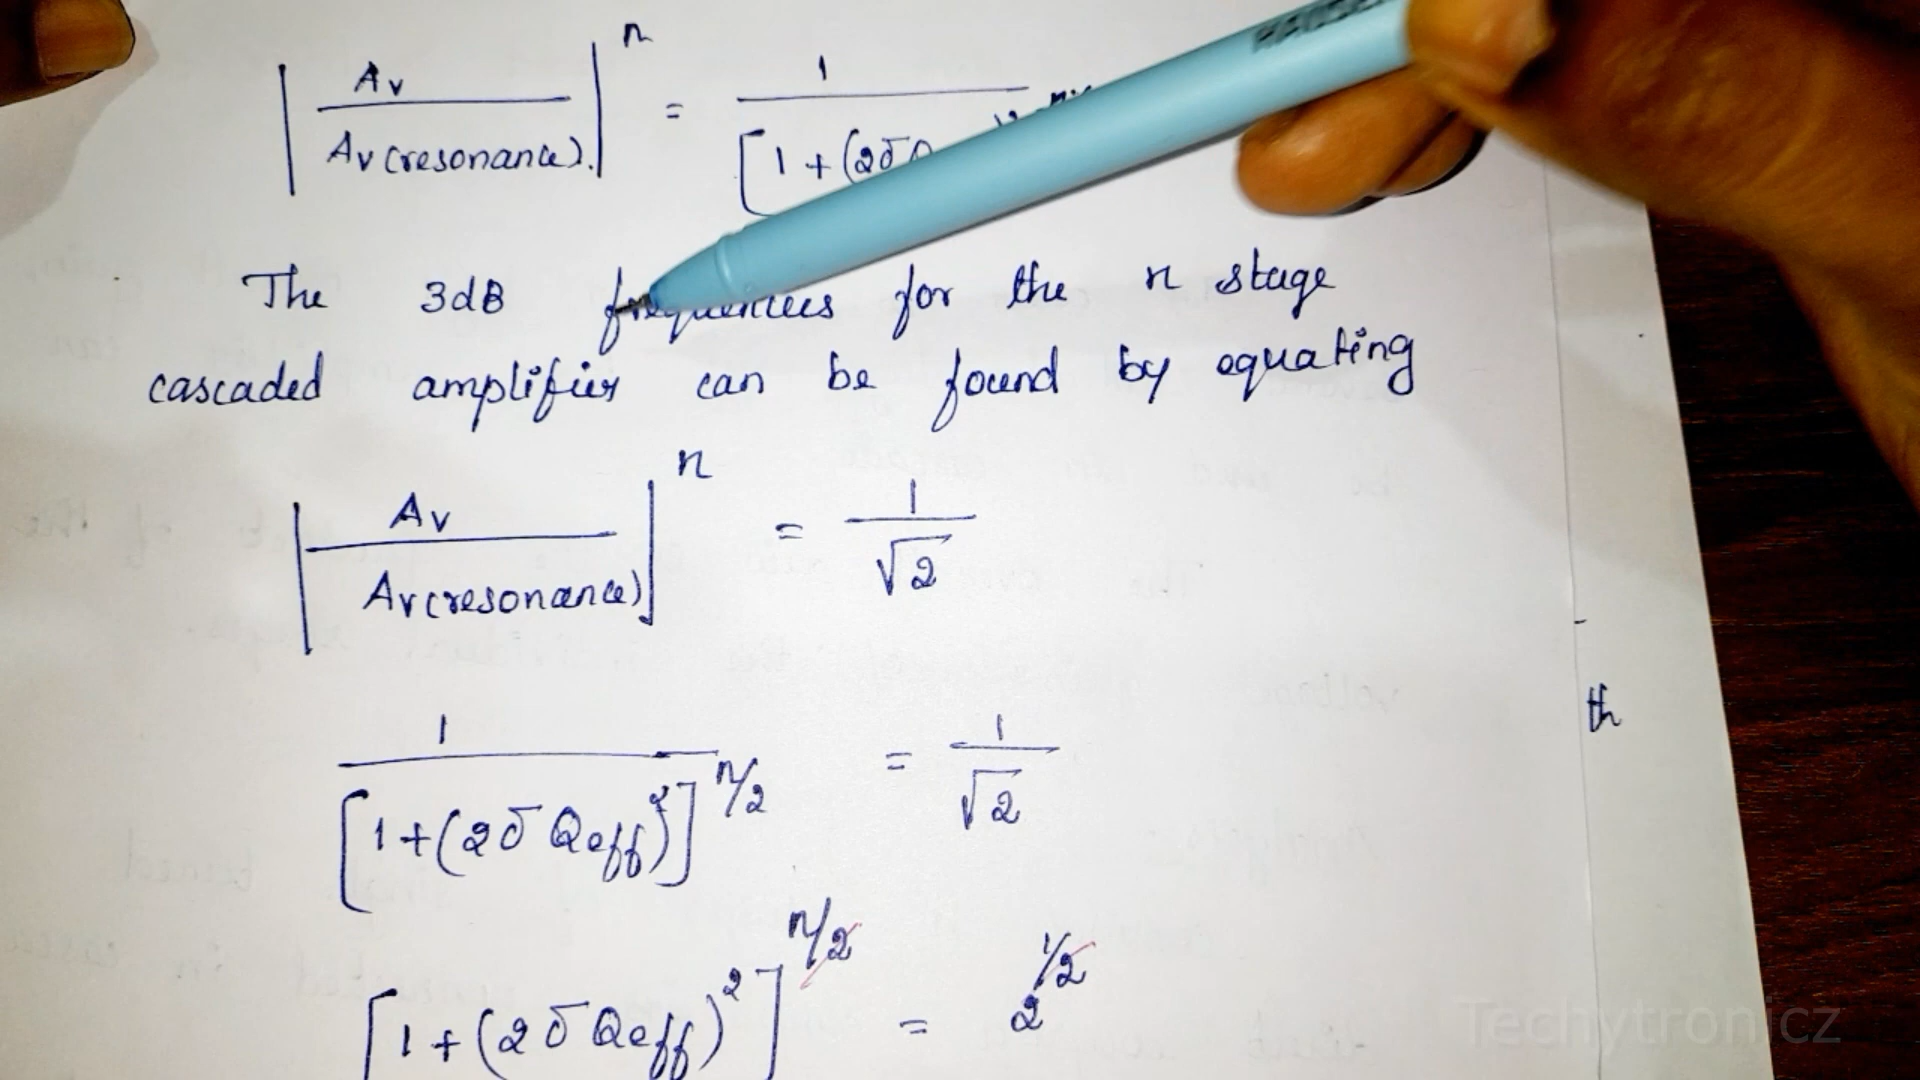 | Av / Av(resonance). |^n = 1 / [1 + (2δQ
The 3dB frequencies for the n stage
cascaded amplifier can be found by equating
| Av / Av(resonance) |^n = 1 / √2
th
1 / [1+(2δ Qeff)^2]^n/2 = 1 / √2
[1+(2δ Qeff)^2]^n/2 = 2^1/2
Techytronicz